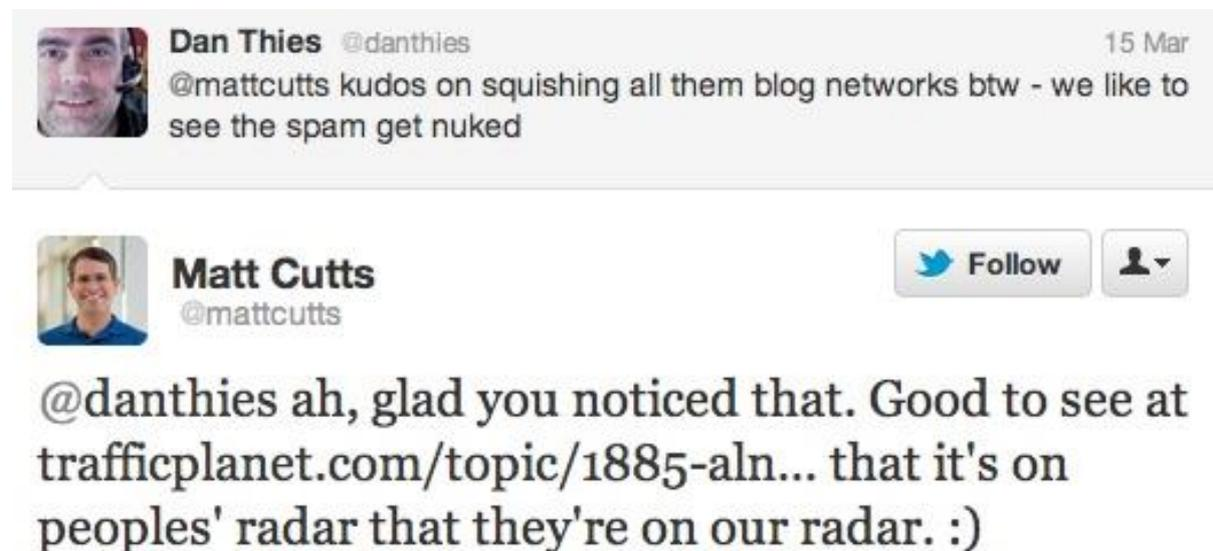 Dan Thies @danthies 15 Mar
@mattcutts kudos on squishing all them blog networks btw - we like to
see the spam get nuked
Matt Cutts
@mattcutts
Follow
@danthies ah, glad you noticed that. Good to see at
trafficplanet.com/topic/1885-aln... that it's on
peoples' radar that they're on our radar. :)